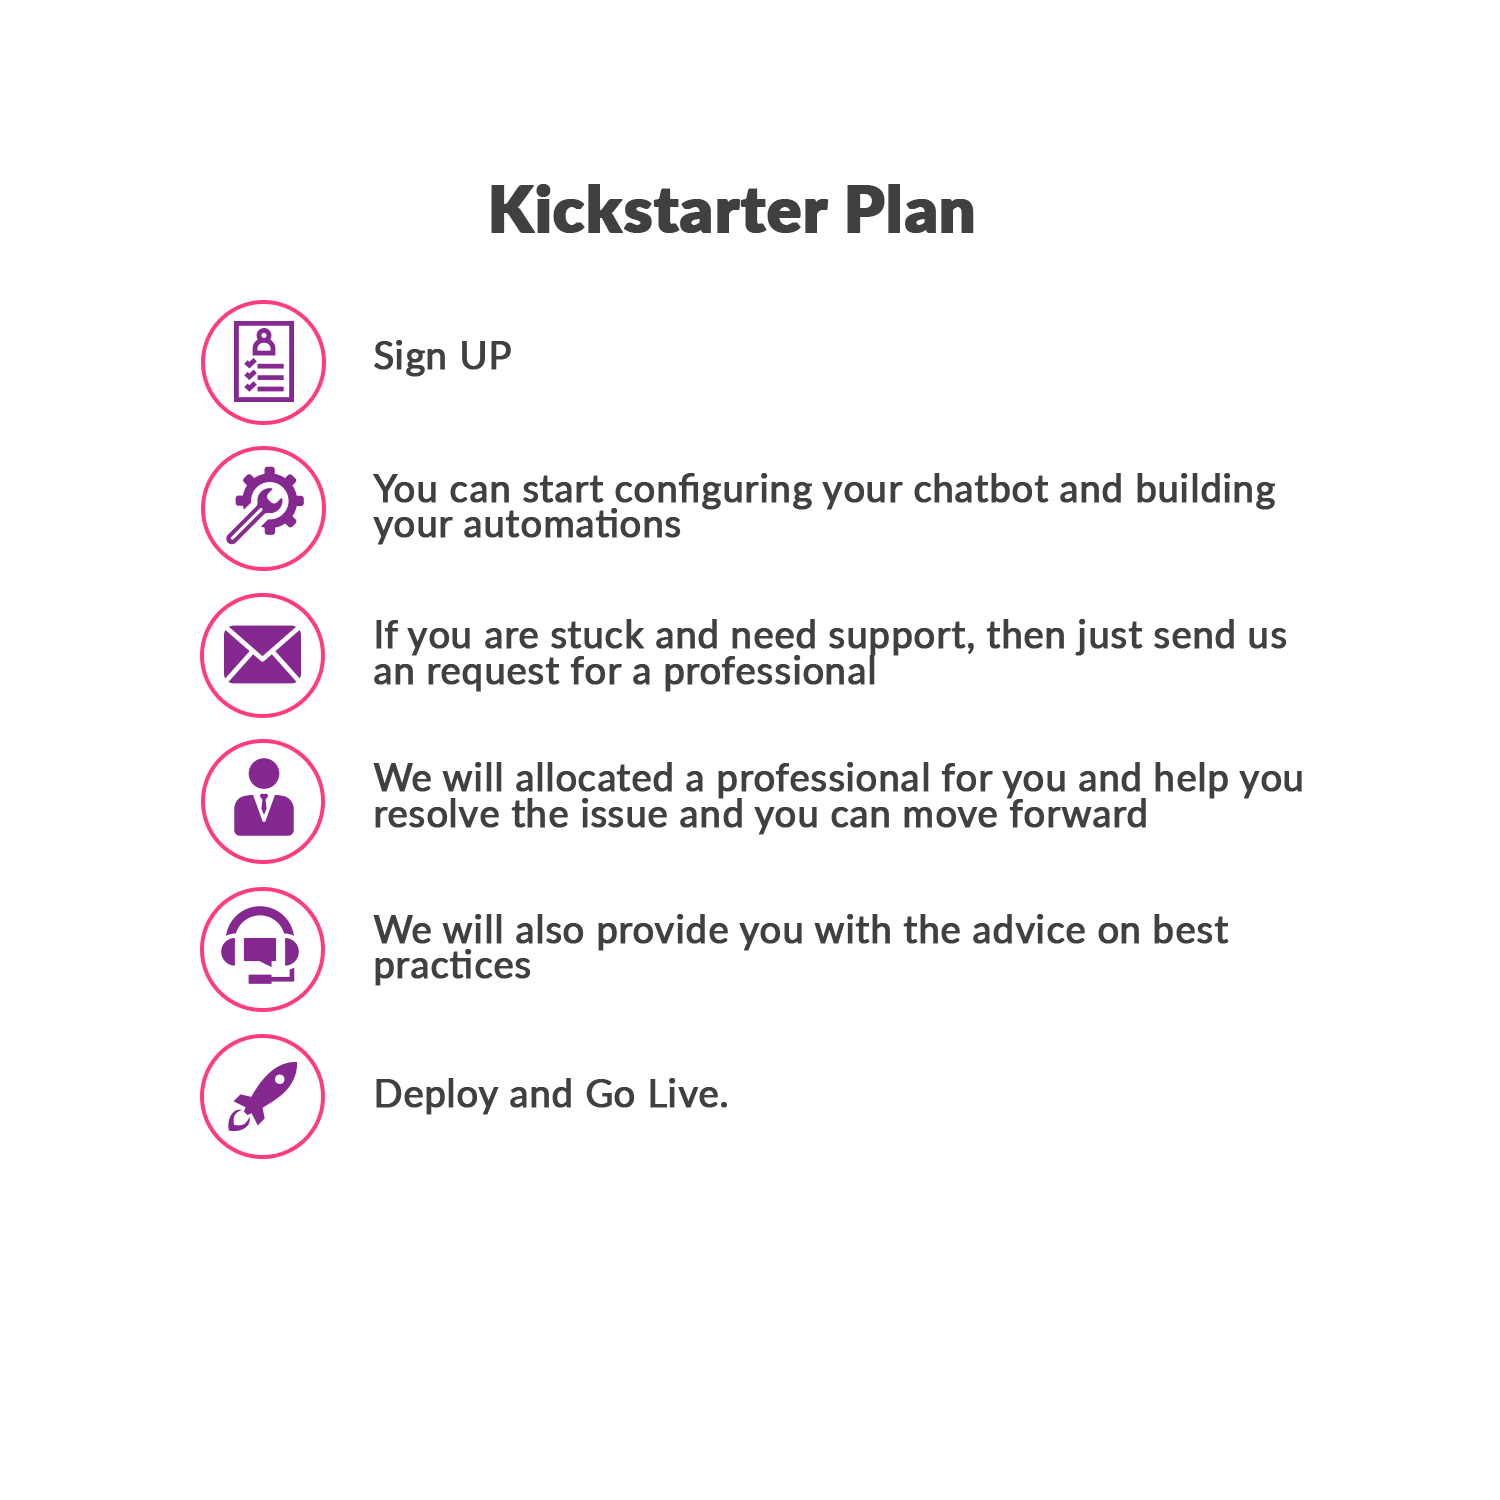 Kickstarter Plan
Sign UP
You can start configuring your chatbot and building
your automations
If you are stuck and need support, then just send us
an request for a professional
We will allocated a professional for you and help you
resolve the issue and you can move forward
We will also provide you with the advice on best
practices
Deploy and Go Live.